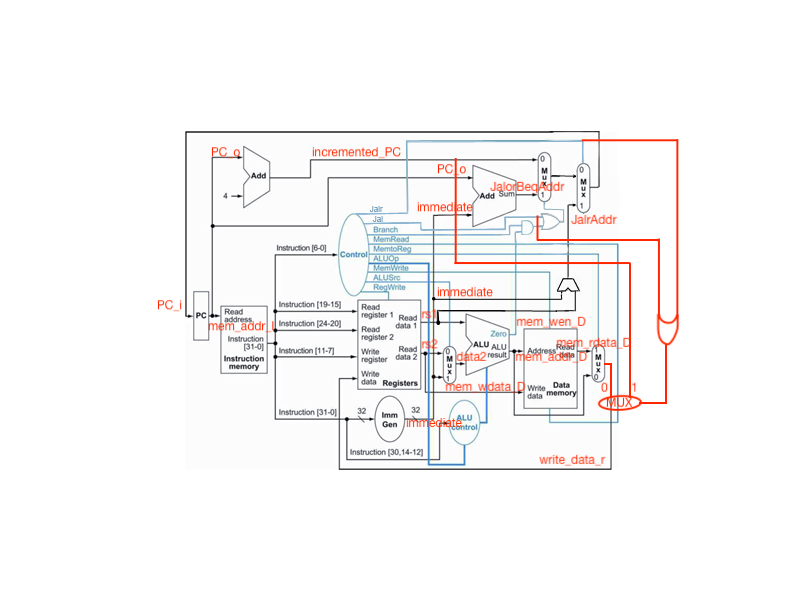 PC_o
incremented_PC
Add
4
PC_o
Add Sum
immediate
0
Mux
1
JalorBeqAddr
0
Mux
1
JalrAddr
Jalr
Jal
Branch
MemRead
MemtoReg
ALUOp
MemWrite
ALUSrc
RegWrite
Control
Instruction [6-0]
immediate
PC_i
PC
Read address
mem_addr_I
Instruction [31-0]
Instruction memory
Instruction [19-15]
Instruction [24-20]
Instruction [11-7]
Instruction [31-0]
Read register 1
Read data 1
Read register 2
Read data 2
Write register
Write data
Registers
rs1
rs2
Mux
1
data2
Zero
ALU
ALU result
mem_wen_D
Address
Read data
mem_rdata_D
mem_addr_D
mem_wdata_D
Write data
Data memory
1
Mux
0
0
1
MUX
32
Imm Gen
32
immediate
ALU control
Instruction [30,14-12]
write_data_r